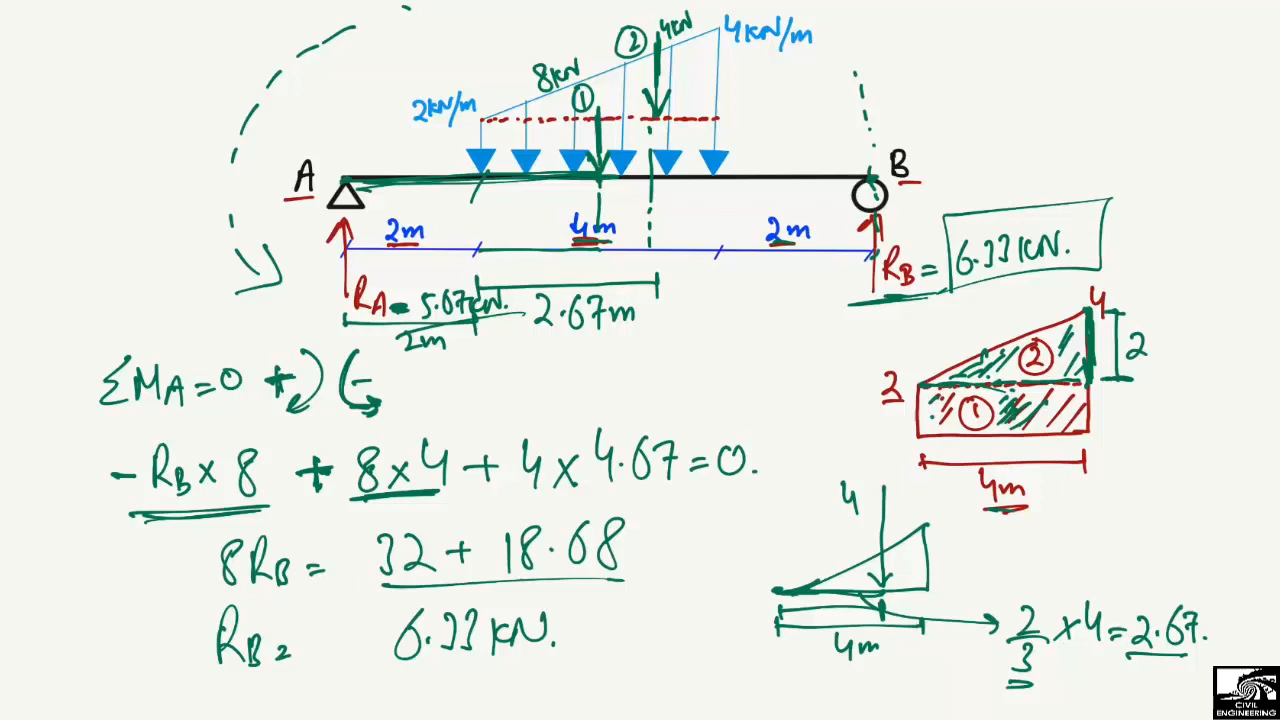 ② 4KN
4KN/m
8KN
①
2KN/m
A B
2m 4m 2m
RA = 5.67KN. 2.67m RB = 6.33KN.
2m
4
2
②
2
①
4m
ΣMA=0 +
-
- RB × 8 + 8 × 4 + 4 × 4.67 = 0.
8RB = 32 + 18.68
RB = 6.33 KN.
4
4m
2/3 × 4 = 2.67.
CIVIL
ENGINEERING